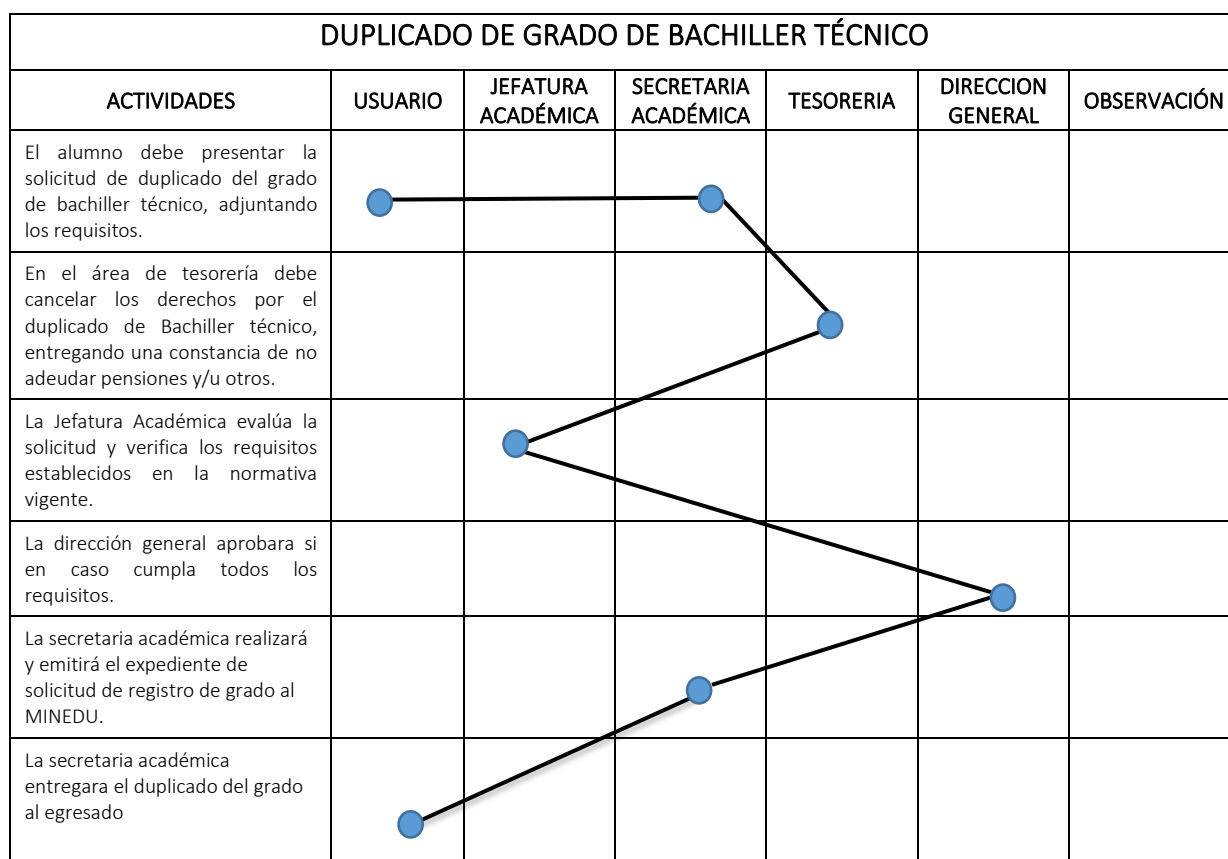 DUPLICADO DE GRADO DE BACHILLER TÉCNICO
ACTIVIDADES
USUARIO
JEFATURA
ACADÉMICA
SECRETARIA
ACADÉMICA
TESORERIA
DIRECCION
GENERAL
OBSERVACIÓN
El alumno debe presentar la
solicitud de duplicado del grado
de bachiller técnico, adjuntando
los requisitos.
En el área de tesorería debe
cancelar los derechos por el
duplicado de Bachiller técnico,
entregando una constancia de no
adeudar pensiones y/u otros.
La Jefatura Académica evalúa la
solicitud y verifica los requisitos
establecidos en la normativa
vigente.
La dirección general aprobara si
en caso cumpla todos los
requisitos.
La secretaria académica realizará
y emitirá el expediente de
solicitud de registro de grado al
MINEDU.
La secretaria académica
entregara el duplicado del grado
al egresado